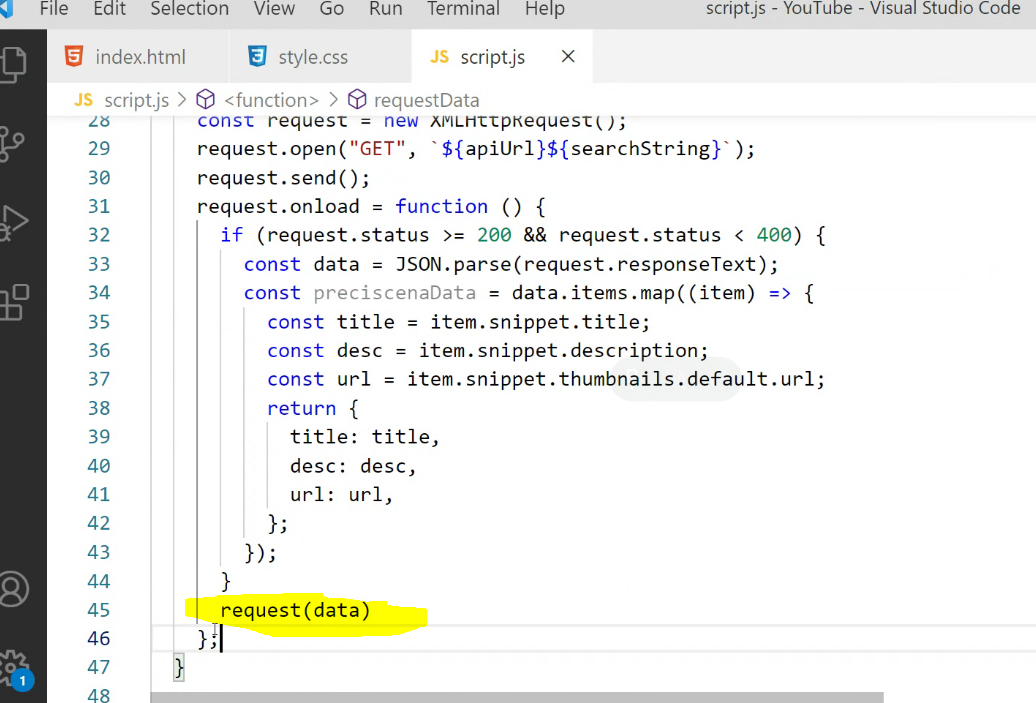 File Edit Selection View Go Run Terminal Help script.js - YouTube - Visual Studio Code
index.html style.css JS script.js ×
JS script.js > <function> > requestData
28 const request = new XMLHttpRequest();
29 request.open("GET", `${apiUrl}${searchString}`);
30 request.send();
31 request.onload = function () {
32 if (request.status >= 200 && request.status < 400) {
33 const data = JSON.parse(request.responseText);
34 const preciscenaData = data.items.map((item) => {
35 const title = item.snippet.title;
36 const desc = item.snippet.description;
37 const url = item.snippet.thumbnails.default.url;
38 return {
39 title: title,
40 desc: desc,
41 url: url,
42 };
43 });
44 }
45 request(data)
46 };
47 }
48
1